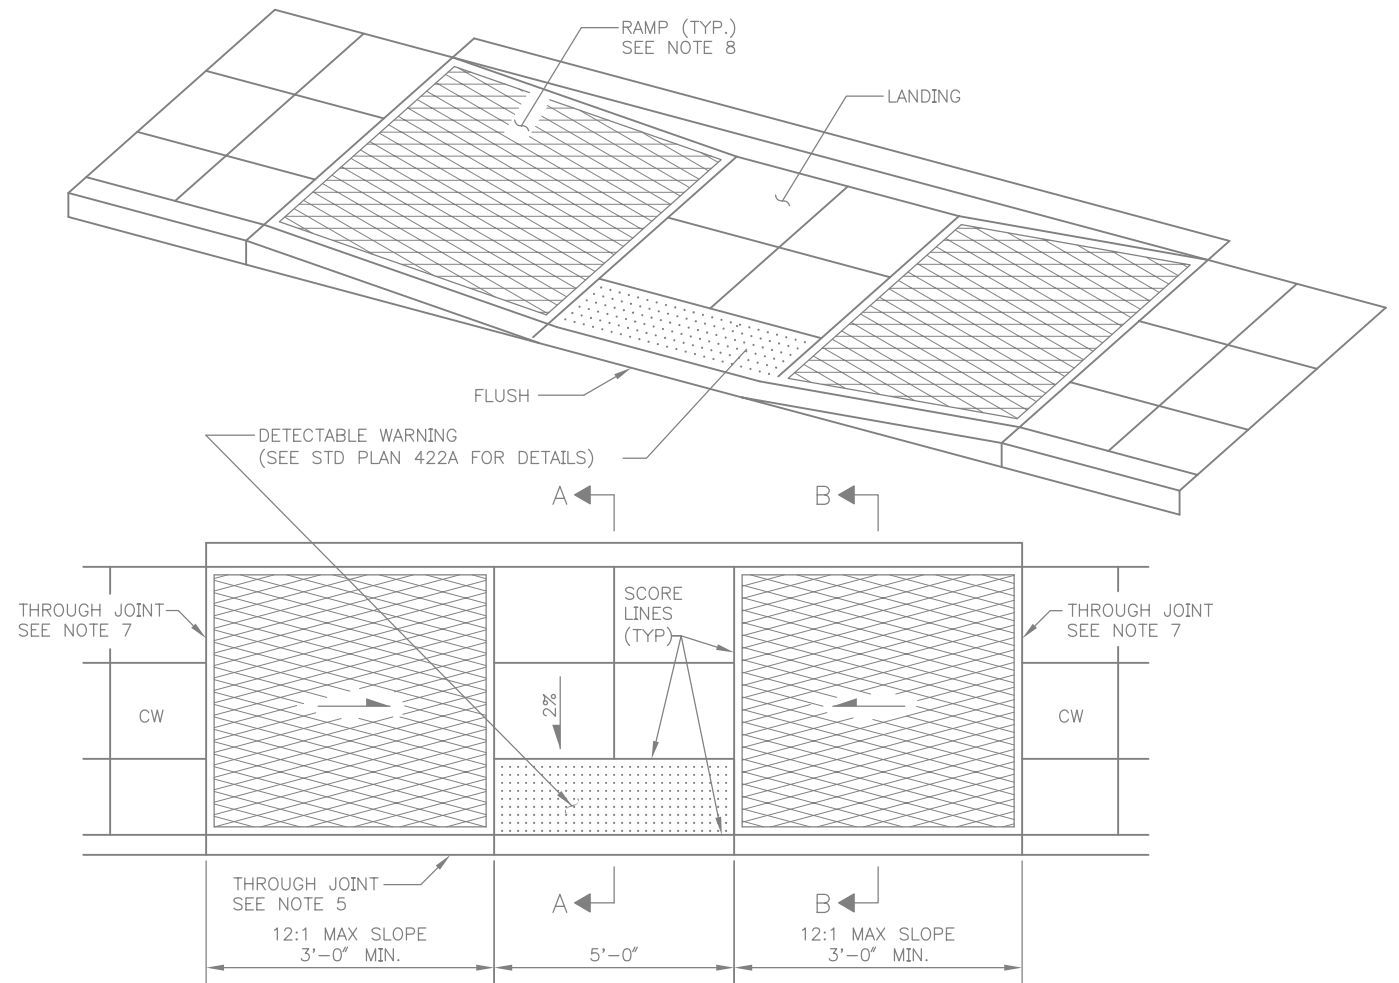 RAMP (TYP.)
SEE NOTE 8
LANDING
FLUSH
DETECTABLE WARNING
(SEE STD PLAN 422A FOR DETAILS)
A
B
THROUGH JOINT
SEE NOTE 7
SCORE
LINES
(TYP)
THROUGH JOINT
SEE NOTE 7
2%
CW
CW
THROUGH JOINT
SEE NOTE 5
A
B
12:1 MAX SLOPE
3'-0" MIN.
5'-0"
12:1 MAX SLOPE
3'-0" MIN.